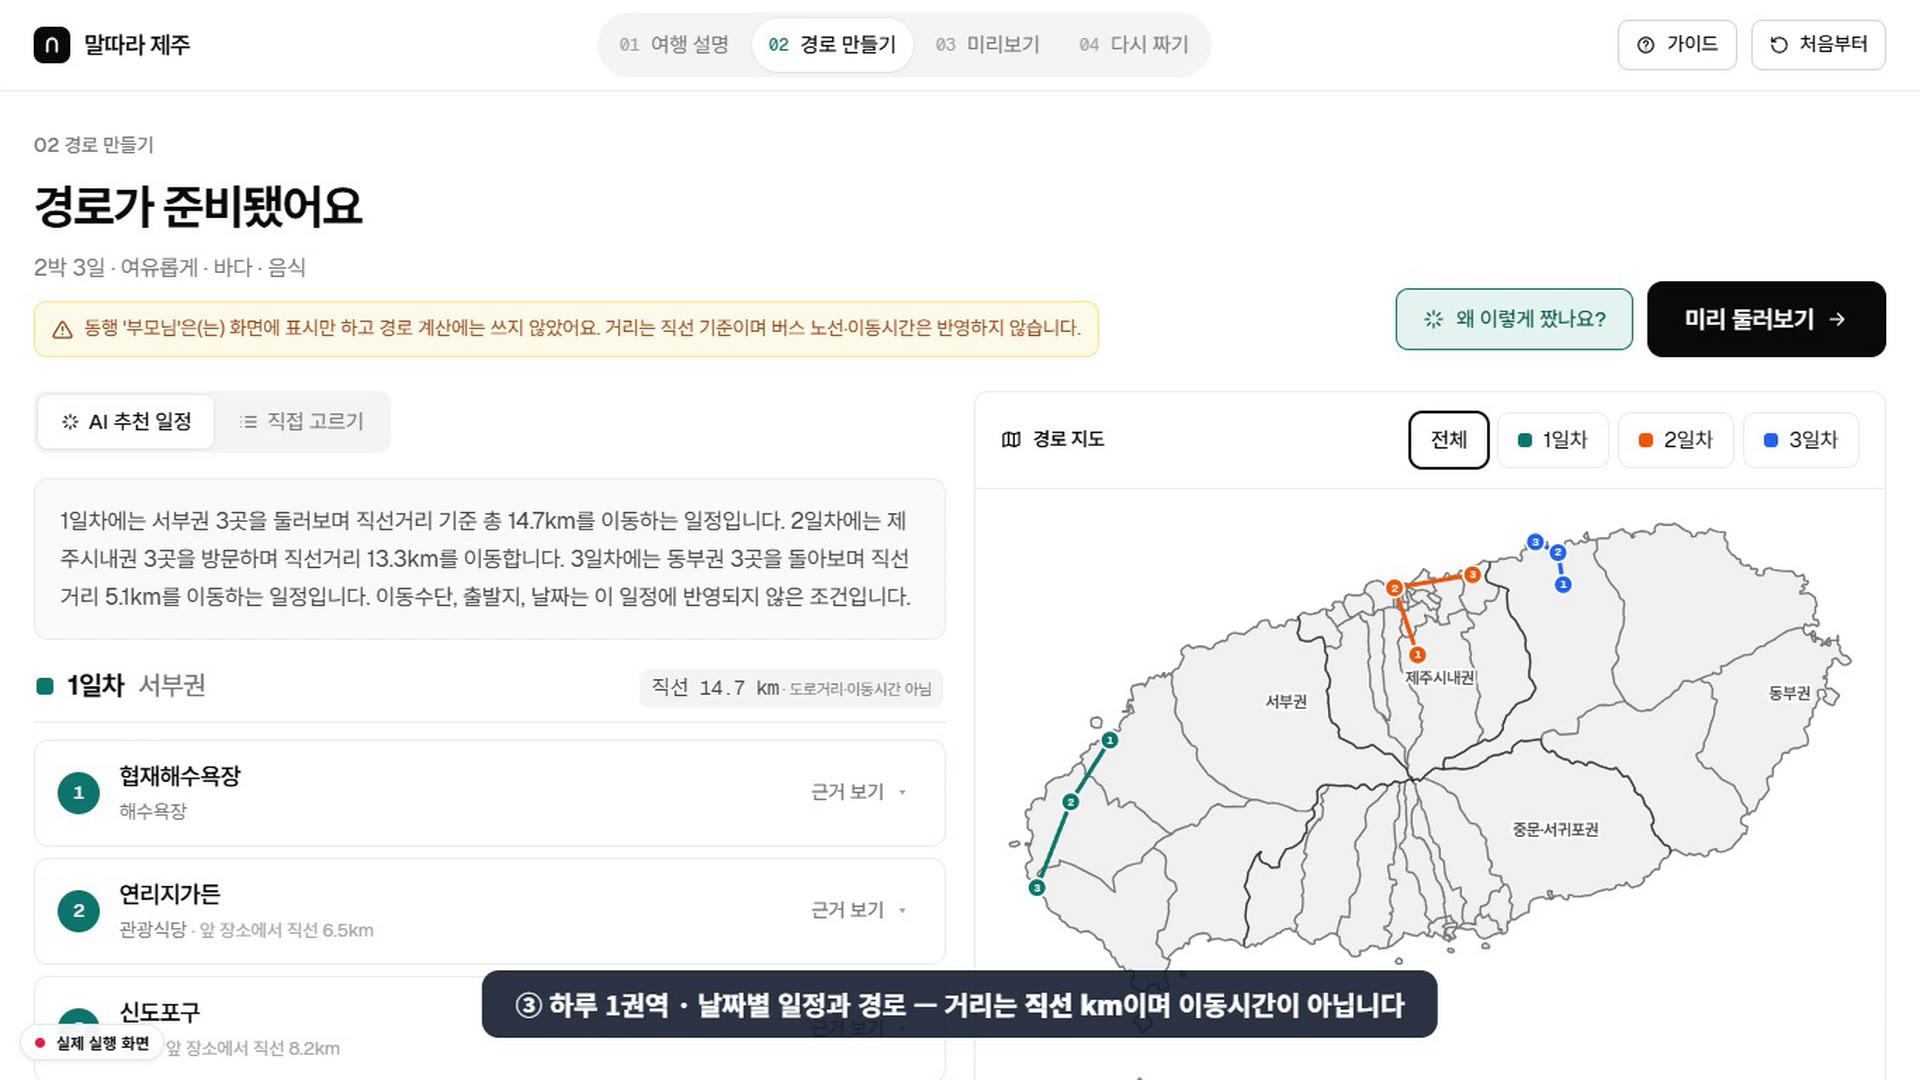 말따라 제주
01 여행 설명
02 경로 만들기
03 미리보기
04 다시 짜기
가이드
처음부터
02 경로 만들기
경로가 준비됐어요
2박 3일 · 여유롭게 · 바다 · 음식
동행 '부모님'은(는) 화면에 표시만 하고 경로 계산에는 쓰지 않았어요. 거리는 직선 기준이며 버스 노선·이동시간은 반영하지 않습니다.
왜 이렇게 짰나요?
미리 둘러보기 →
AI 추천 일정
직접 고르기
1일차에는 서부권 3곳을 둘러보며 직선거리 기준 총 14.7km를 이동하는 일정입니다. 2일차에는 제
주시내권 3곳을 방문하며 직선거리 13.3km를 이동합니다. 3일차에는 동부권 3곳을 돌아보며 직선
거리 5.1km를 이동하는 일정입니다. 이동수단, 출발지, 날짜는 이 일정에 반영되지 않은 조건입니다.
1일차 서부권
직선 14.7 km · 도로거리·이동시간 아님
1
협재해수욕장
해수욕장
근거 보기
2
연리지가든
관광식당 · 앞 장소에서 직선 6.5km
근거 보기
신도포구
앞 장소에서 직선 8.2km
근거 보기
경로 지도
전체
1일차
2일차
3일차
3
2
1
2
3
1
제주시내권
서부권
동부권
1
2
3
중문·서귀포권
③ 하루 1권역 · 날짜별 일정과 경로 — 거리는 직선 km이며 이동시간이 아닙니다
실제 실행 화면